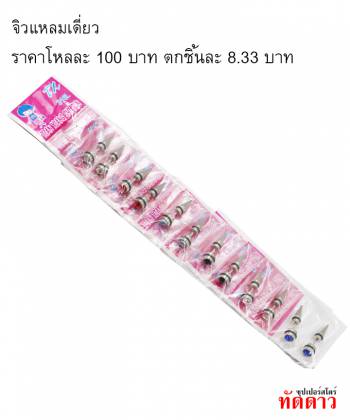 จิวแหลมเดี่ยว
ราคาโหลละ 100 บาท ตกชิ้นละ 8.33 บาท
ซุปเปอร์สโตร์
ทัดดาว